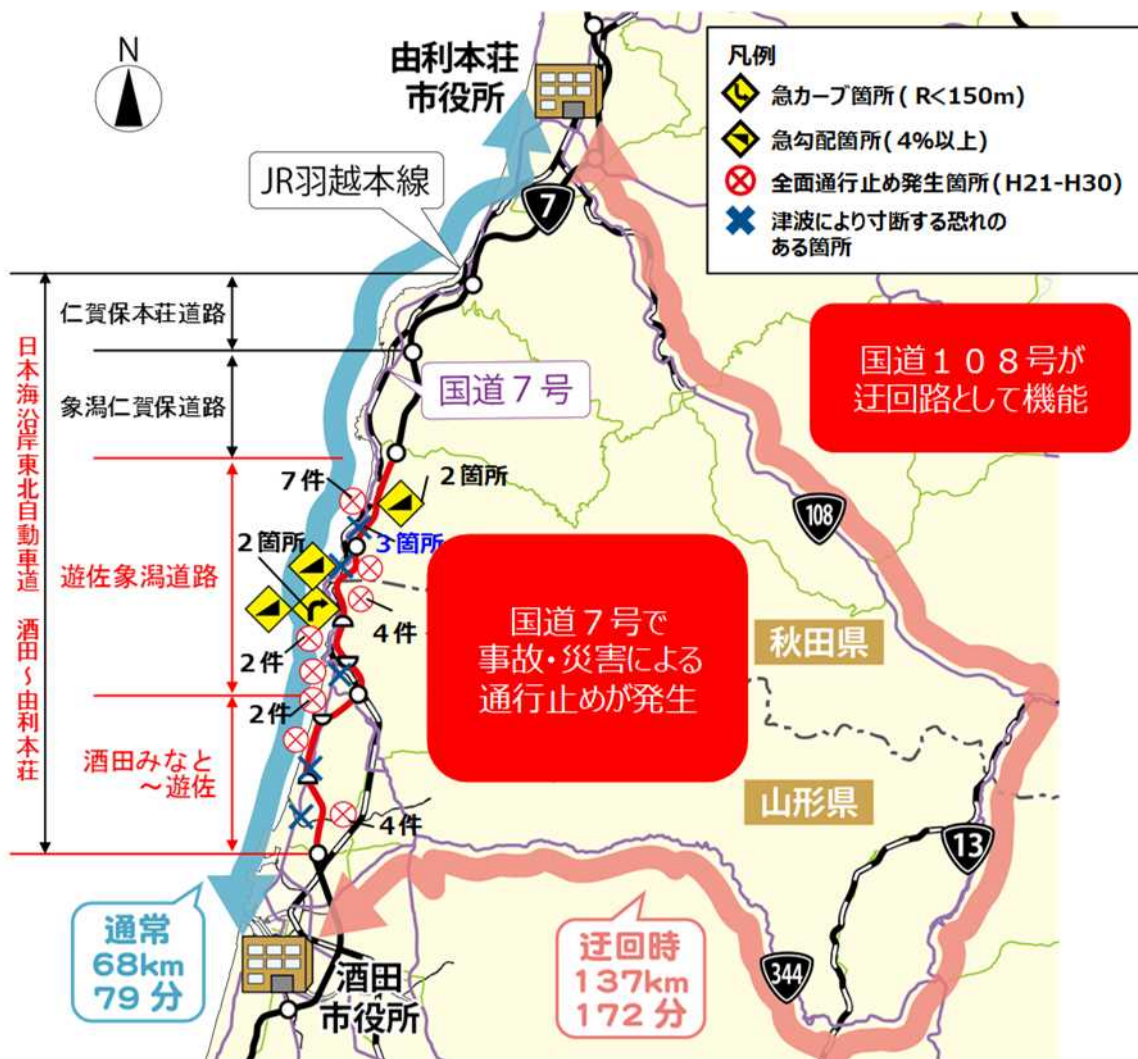 N
由利本荘
市役所
凡例
急カーブ箇所( R<150m)
急勾配箇所(4%以上)
全面通行止め発生箇所(H21-H30)
津波により寸断する恐れの
ある箇所
JR羽越本線
7
日本海沿岸東北自動車道 酒田～由利本荘
仁賀保本荘道路
象潟仁賀保道路
遊佐象潟道路
酒田みなと
～遊佐
国道7号
国道108号が
迂回路として機能
108
7件
2箇所
3箇所
2箇所
4件
2件
2件
4件
国道7号で
事故・災害による
通行止めが発生
秋田県
山形県
13
344
通常
68km
79分
酒田
市役所
迂回時
137km
172分